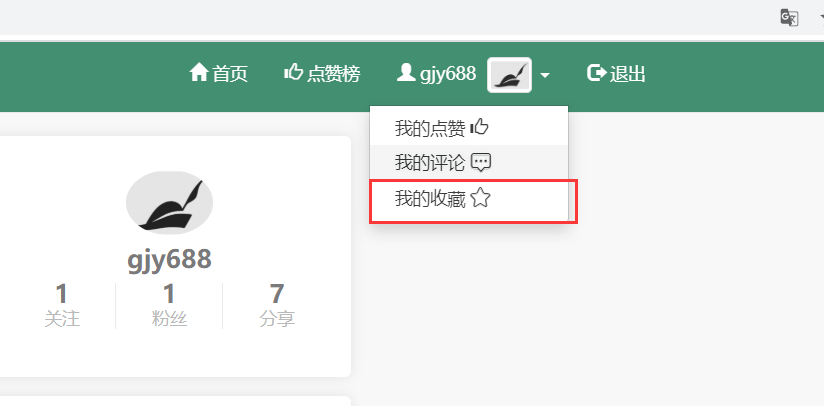 首页 点赞榜 gjy688 退出
我的点赞
我的评论
我的收藏
gjy688
1 1 7
关注 粉丝 分享